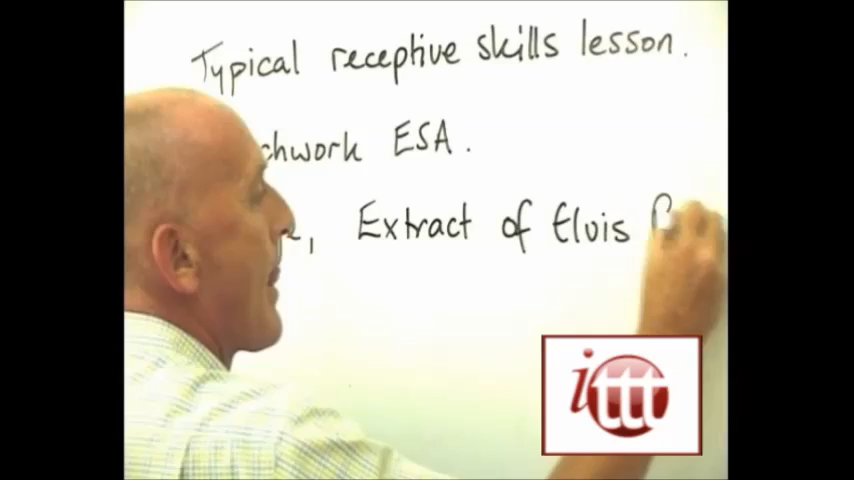 Typical receptive skills lesson.
chwork ESA.
Extract of Elvis
ittt